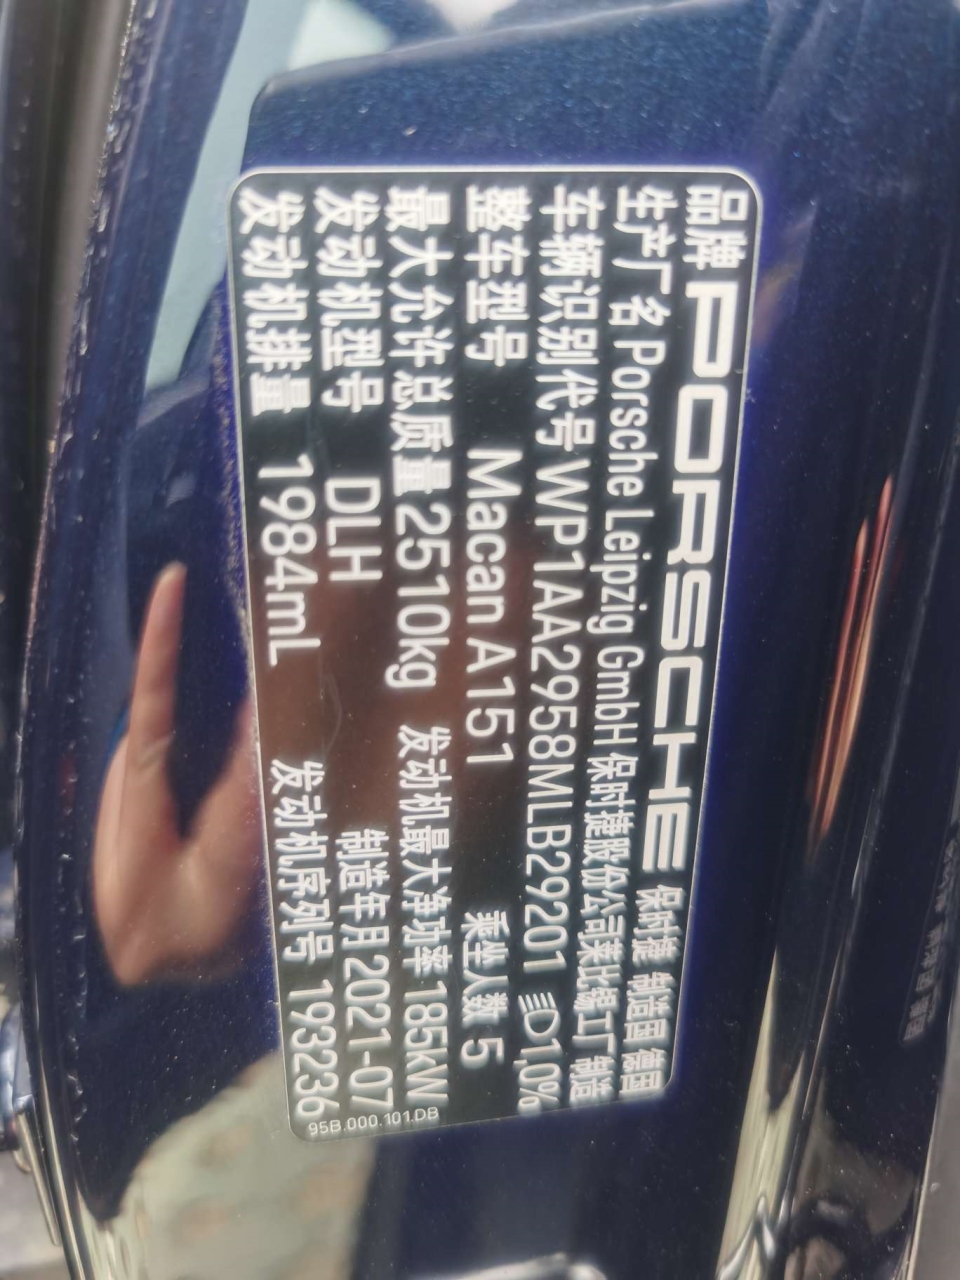 品牌 PORSCHE 保时捷 制造国 德国
生产厂名 Porsche Leipzig GmbH 保时捷股份公司莱比锡工厂 制造
车辆识别代号 WP1AA2958MLB29201 10%
整车型号 Macan A151 乘坐人数 5
最大允许总质量 2510kg 发动机最大净功率 185kW
发动机型号 DLH 制造年月 2021-07
发动机排量 1984mL 发动机序列号 193236
95B.000.101.DB